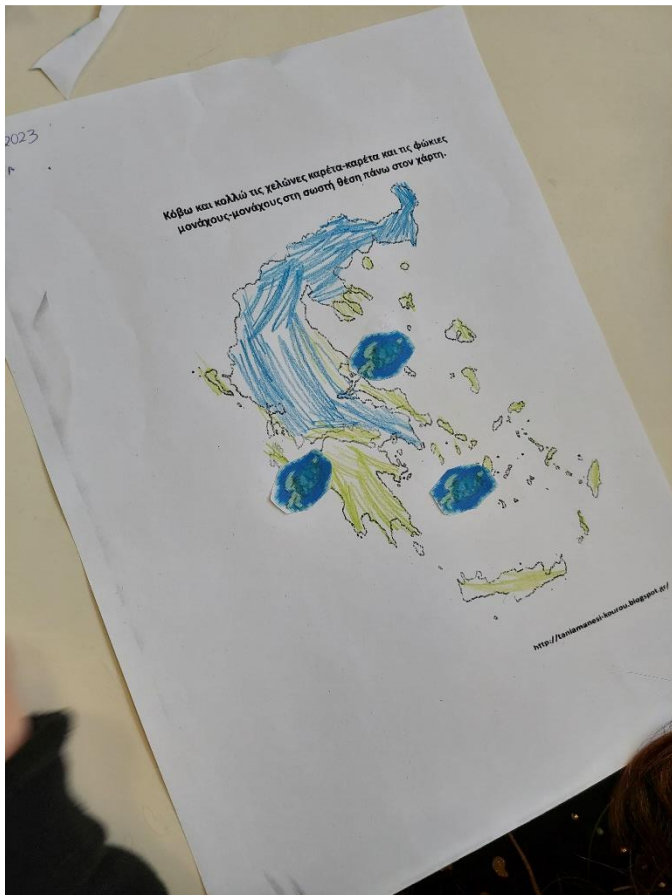 2023
Α
Κόβω και κολλώ τις χελώνες καρέτα-καρέτα και τις φώκιες
μονάχους-μονάχους στη σωστή θέση πάνω στον χάρτη.
http://taniamanesi-kourou.blogspot.gr/